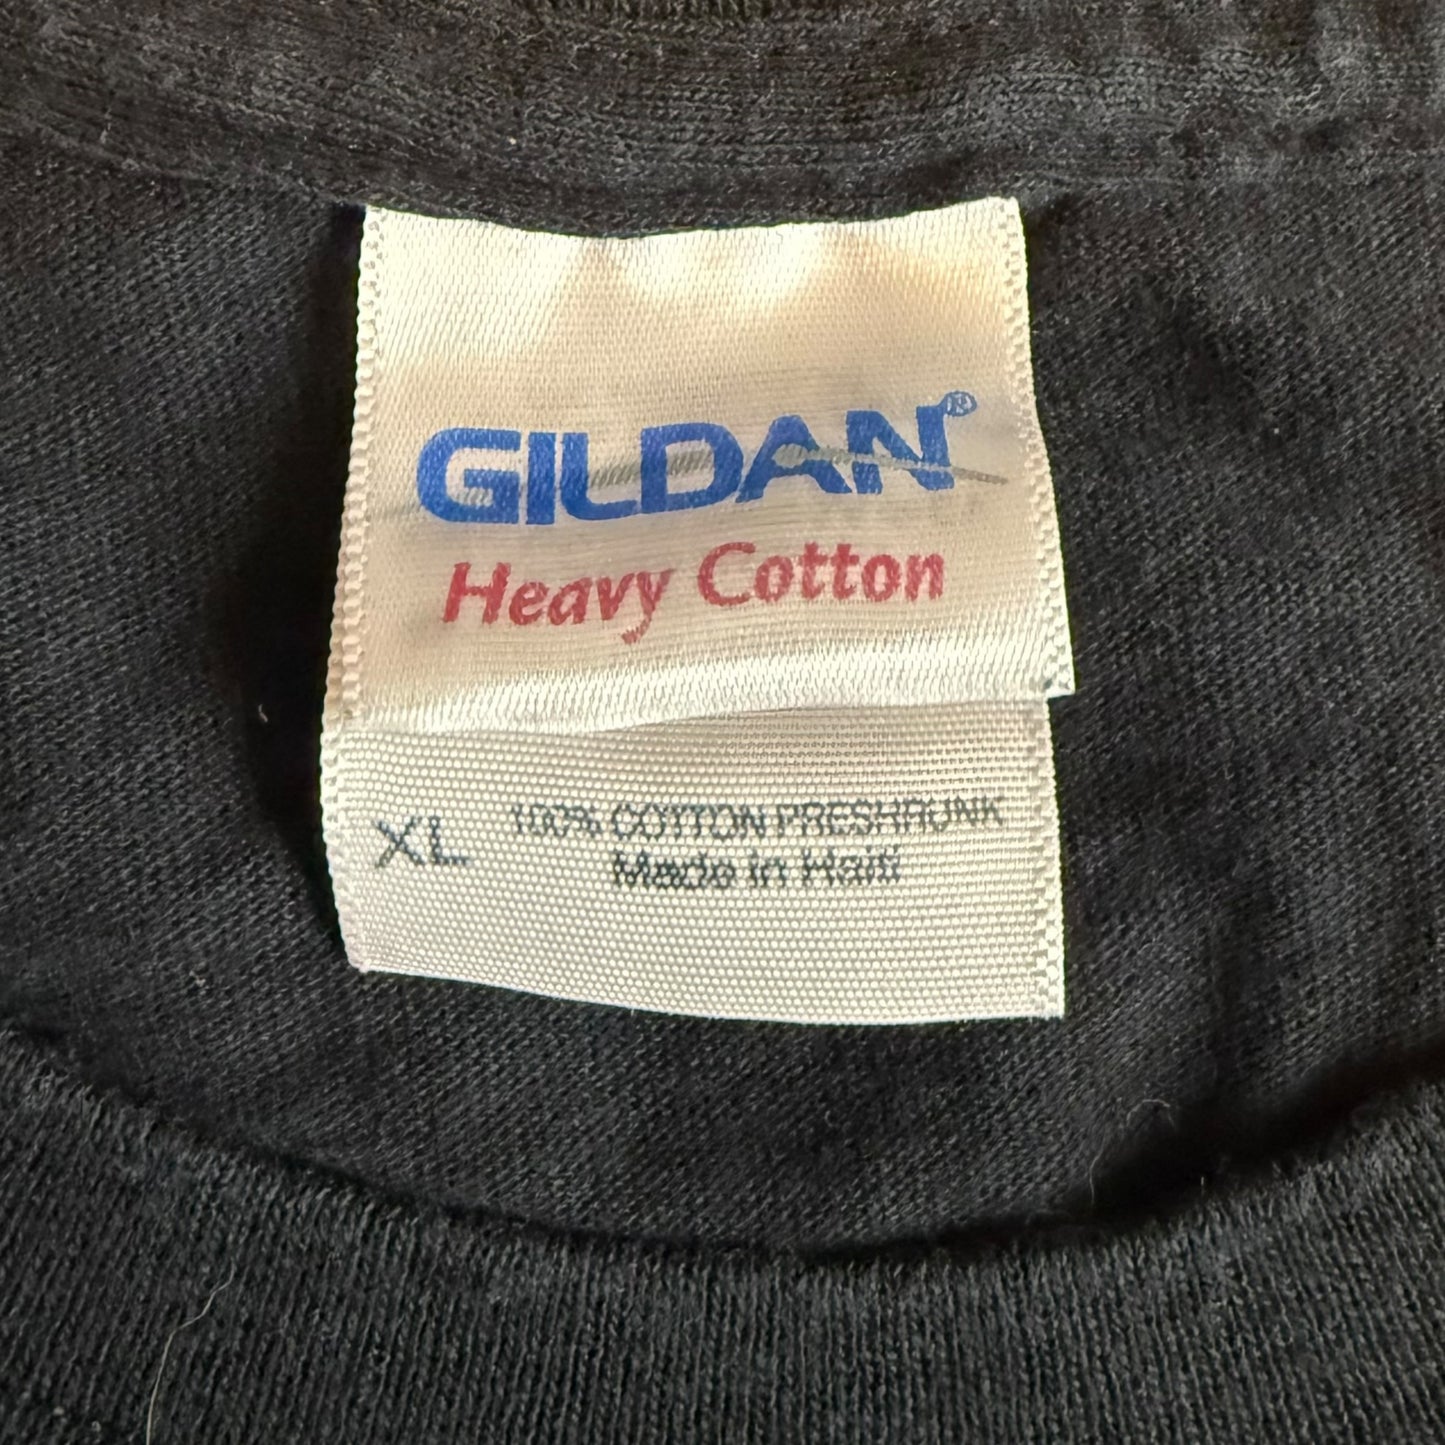 GILDAN®
Heavy Cotton
XL 100% COTTON PRESHRUNK
Made in Haiti